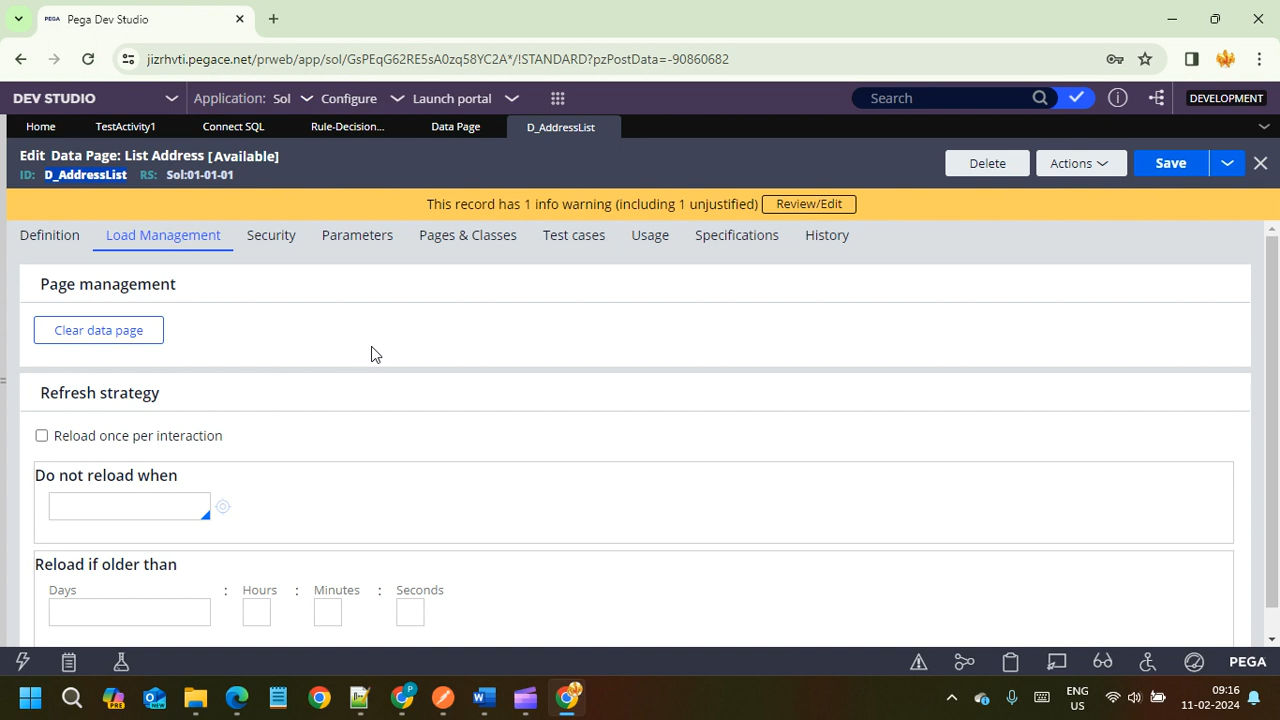 PEGA Pega Dev Studio
jizrhvti.pegace.net/prweb/app/sol/GsPEqG62RE5sA0zq58YC2A*/!STANDARD?pzPostData=-90860682
DEV STUDIO Application: Sol Configure Launch portal Search DEVELOPMENT
Home TestActivity1 Connect SQL Rule-Decision... Data Page D_AddressList
Edit Data Page: List Address [Available]
ID: D_AddressList RS: Sol:01-01-01
Delete Actions Save
This record has 1 info warning (including 1 unjustified) Review/Edit
Definition Load Management Security Parameters Pages & Classes Test cases Usage Specifications History
Page management
Clear data page
Refresh strategy
Reload once per interaction
Do not reload when
Reload if older than
Days : Hours : Minutes : Seconds
PEGA
PRE NEW P
ENG
US
09:16
11-02-2024